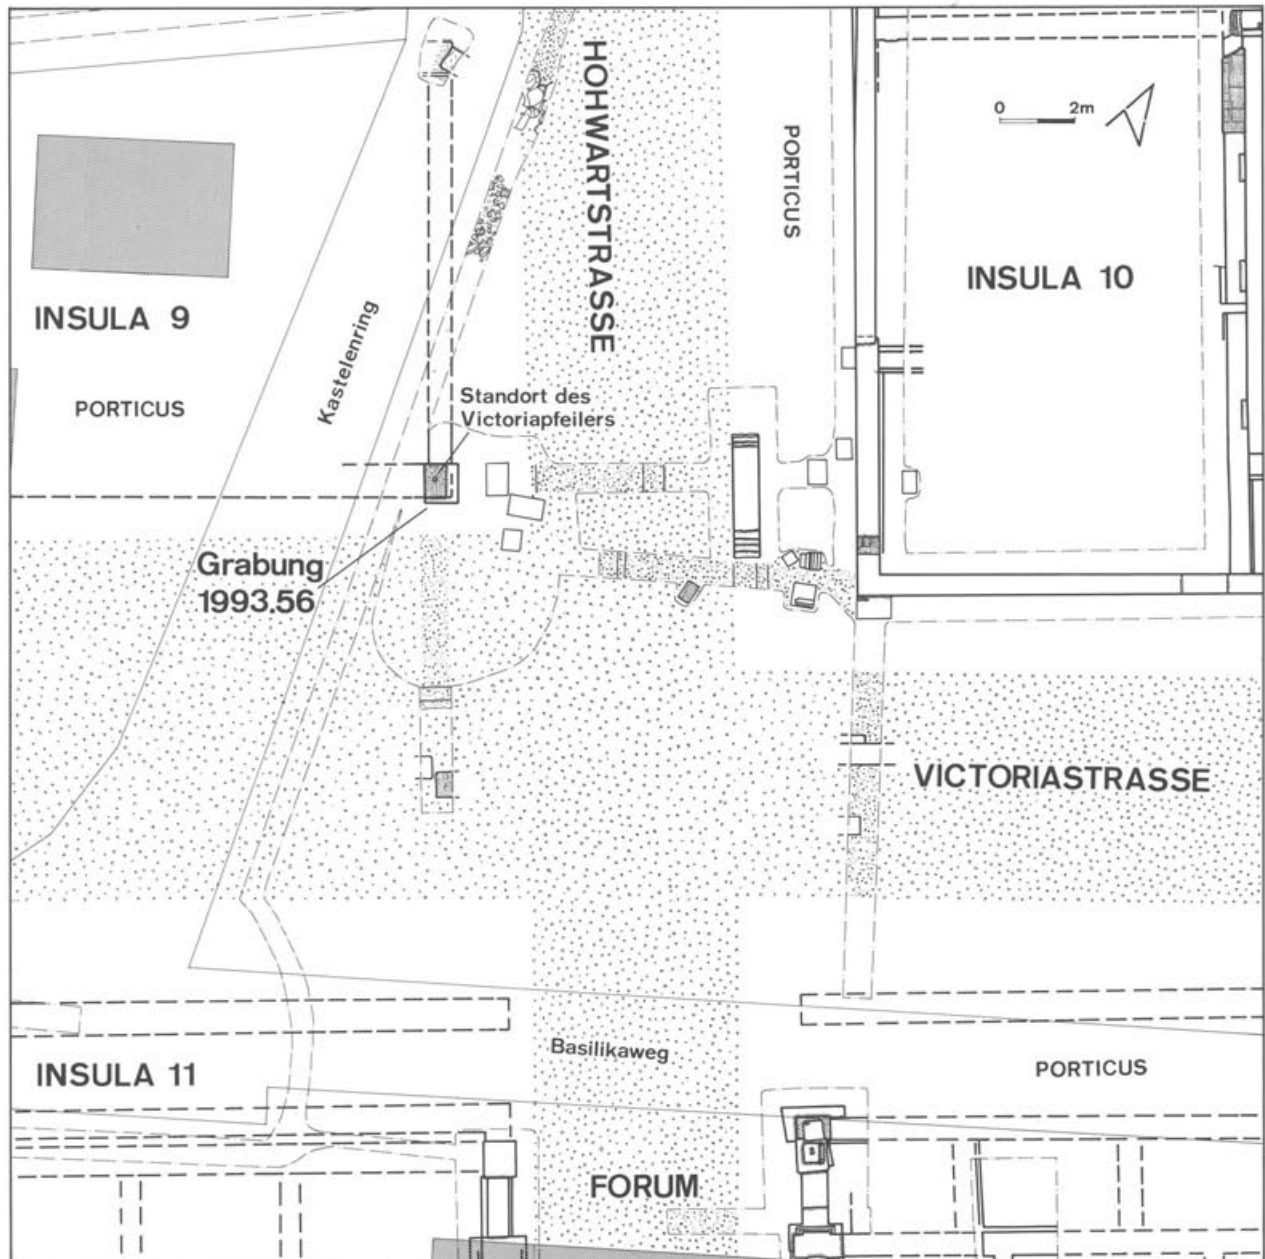 HOHWARTSTRASSE
PORTICUS
0 2m
INSULA 10
INSULA 9
Kastelenring
PORTICUS
Standort des
Victoriapfeilers
Grabung
1993.56
VICTORIASTRASSE
Basilikaweg
INSULA 11
PORTICUS
FORUM